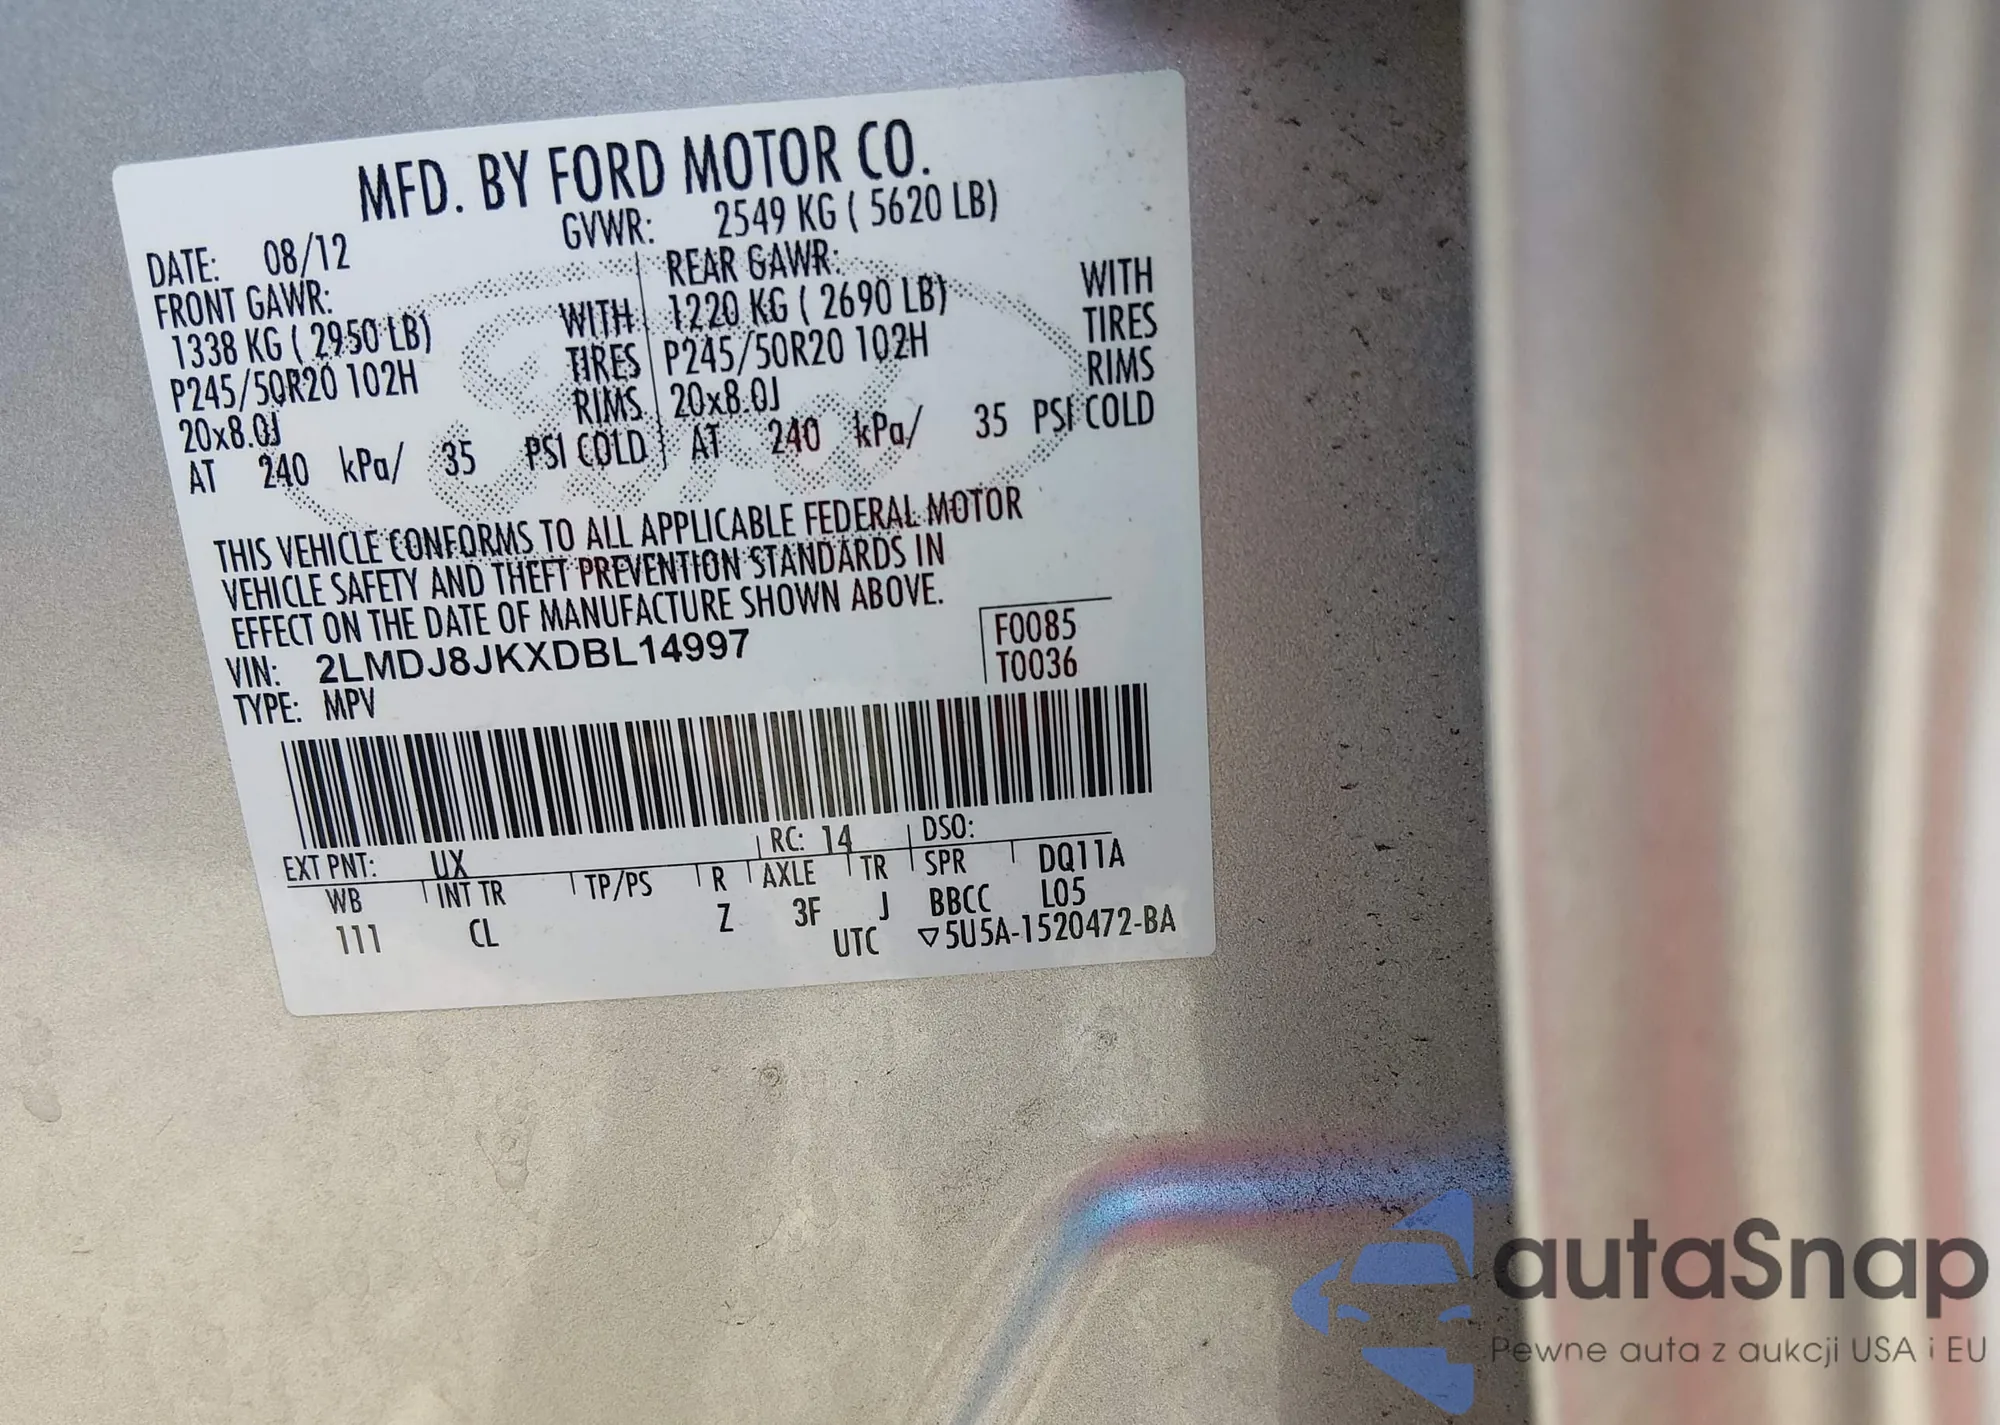 MFD. BY FORD MOTOR CO.
DATE: 08/12 GVWR: 2549 KG ( 5620 LB)
FRONT GAWR: REAR GAWR:
1338 KG ( 2950 LB) WITH 1220 KG ( 2690 LB) WITH
P245/50R20 102H TIRES P245/50R20 102H TIRES
20x8.0J RIMS 20x8.0J RIMS
AT 240 kPa/ 35 PSI COLD AT 240 kPa/ 35 PSI COLD
THIS VEHICLE CONFORMS TO ALL APPLICABLE FEDERAL MOTOR
VEHICLE SAFETY AND THEFT PREVENTION STANDARDS IN
EFFECT ON THE DATE OF MANUFACTURE SHOWN ABOVE.
VIN: 2LMDJ8JKXDBL14997
F0085
TYPE: MPV
T0036
EXT PNT: UX RC: 14 DSO:
WB INT TR TP/PS R AXLE TR SPR DQ11A
111 CL Z 3F J BBCC L05
UTC ▽5U5A-1520472-BA
autaSnap
Pewne auta z aukcji USA i EU